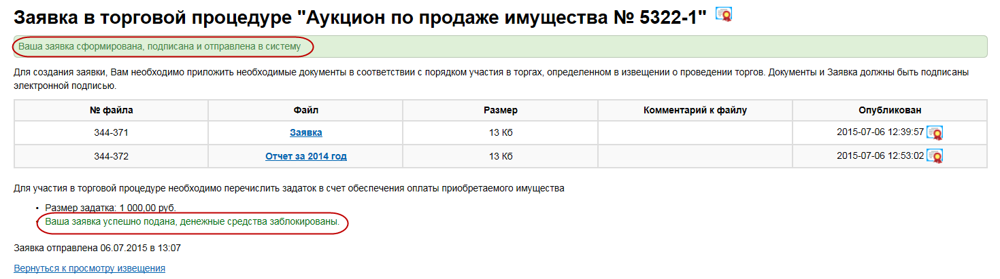 Заявка в торговой процедуре "Аукцион по продаже имущества № 5322-1"
Ваша заявка сформирована, подписана и отправлена в систему
Для создания заявки, Вам необходимо приложить необходимые документы в соответствии с порядком участия в торгах, определенном в извещении о проведении торгов. Документы и Заявка должны быть подписаны
электронной подписью.
№ файла Файл Размер Комментарий к файлу Опубликован
344-371 Заявка 13 Кб 2015-07-06 12:39:57
344-372 Отчет за 2014 год 13 Кб 2015-07-06 12:53:02
Для участия в торговой процедуре необходимо перечислить задаток в счет обеспечения оплаты приобретаемого имущества
• Размер задатка: 1 000,00 руб.
• Ваша заявка успешно подана, денежные средства заблокированы.
Заявка отправлена 06.07.2015 в 13:07
Вернуться к просмотру извещения